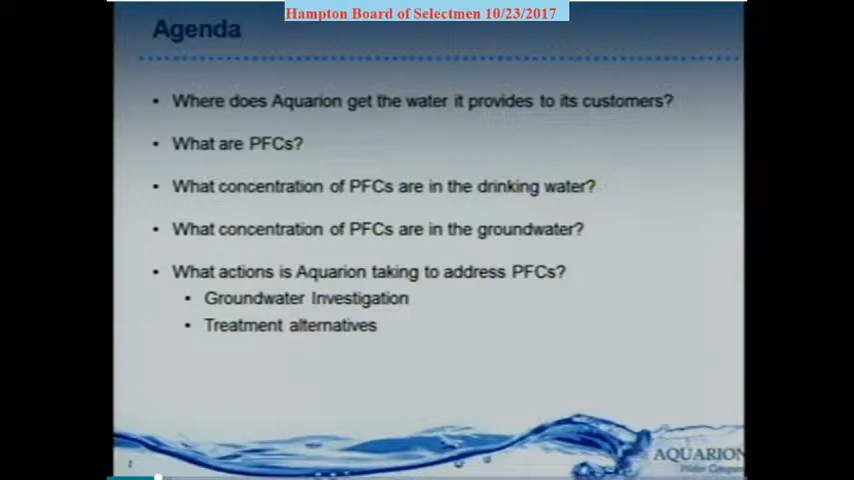 Hampton Board of Selectmen 10/23/2017
Agenda
• Where does Aquarion get the water it provides to its customers?
• What are PFCs?
• What concentration of PFCs are in the drinking water?
• What concentration of PFCs are in the groundwater?
• What actions is Aquarion taking to address PFCs?
• Groundwater Investigation
• Treatment alternatives
2
AQUARION
Water